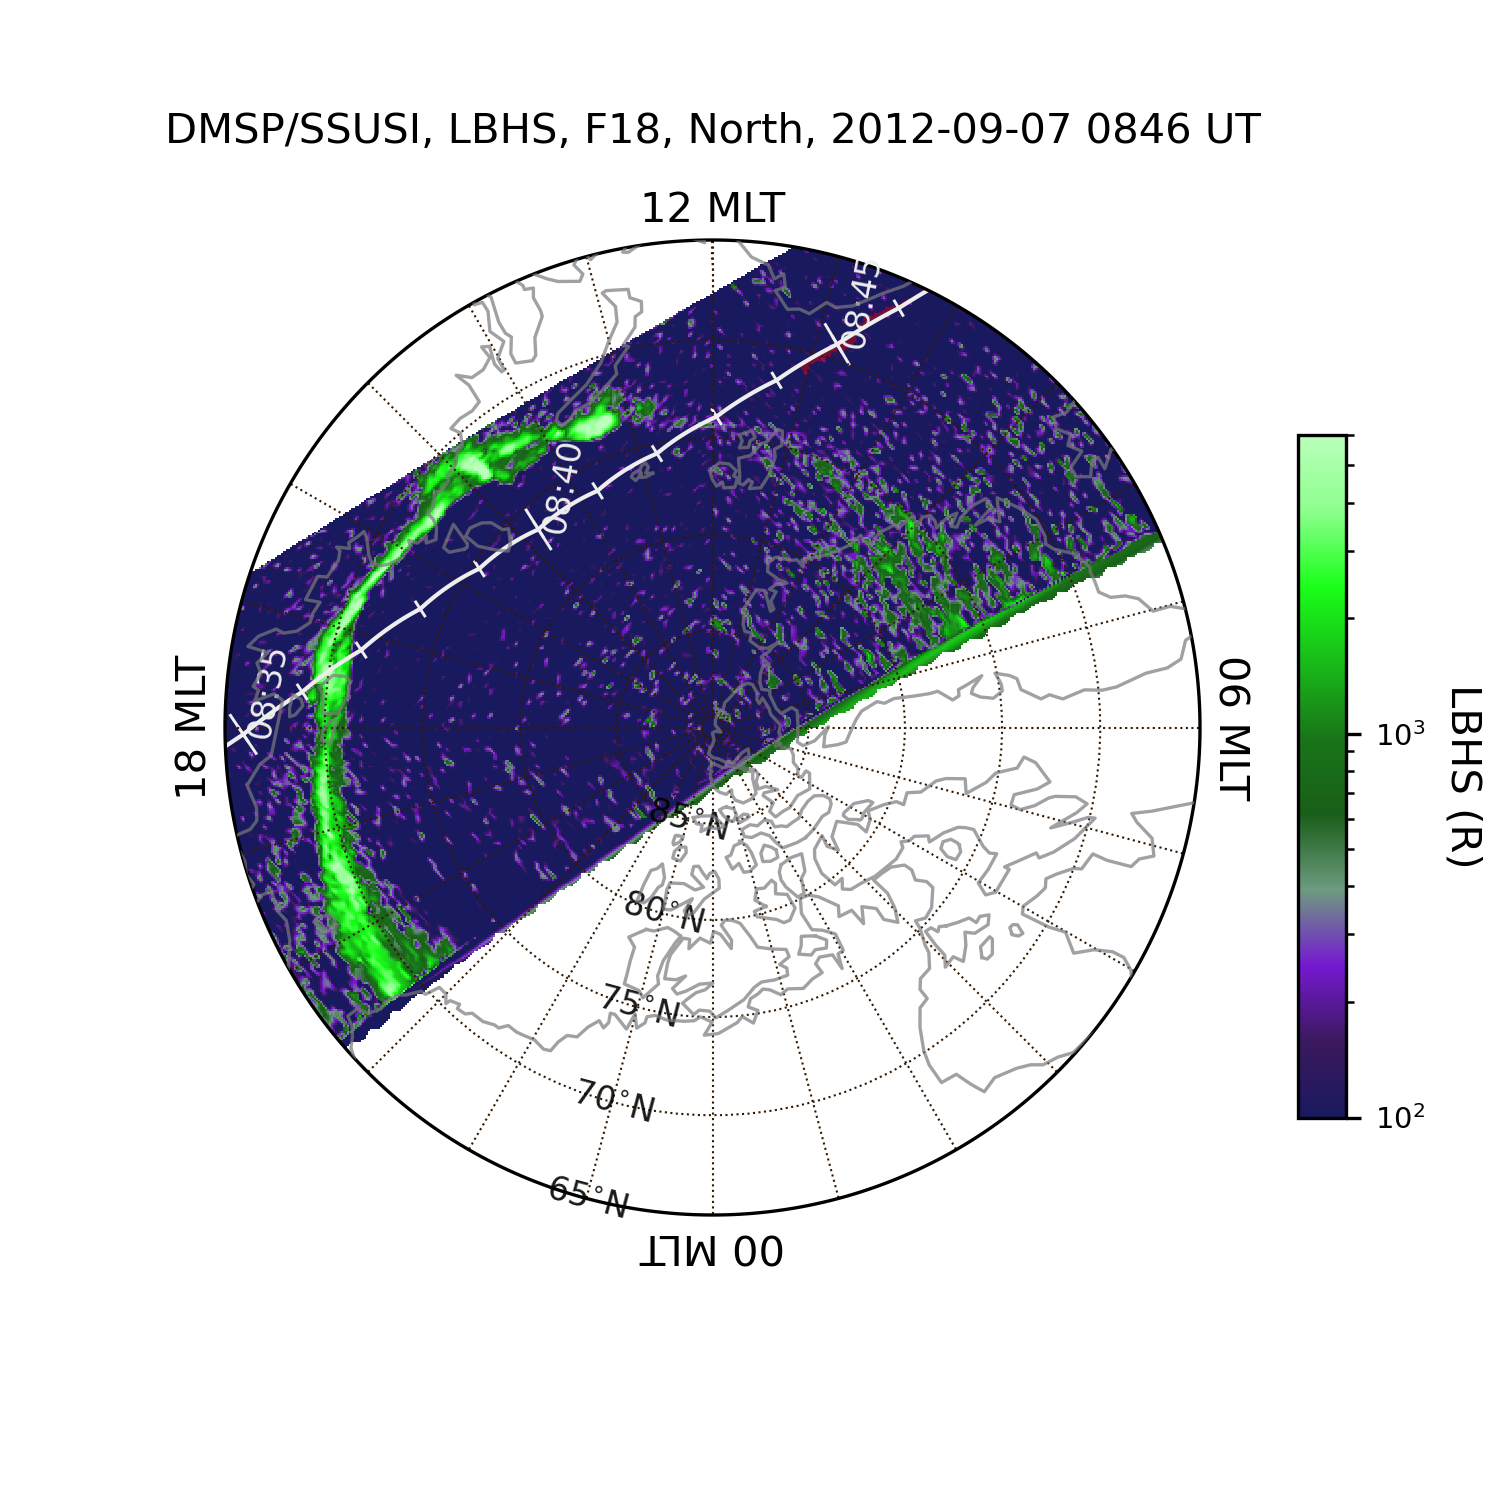 DMSP/SSUSI, LBHS, F18, North, 2012-09-07 0846 UT
12 MLT
08:45
08:40
08:35
18 MLT
06 MLT
00 MLT
85°N
80°N
75°N
70°N
65°N
10³
10²
LBHS (R)